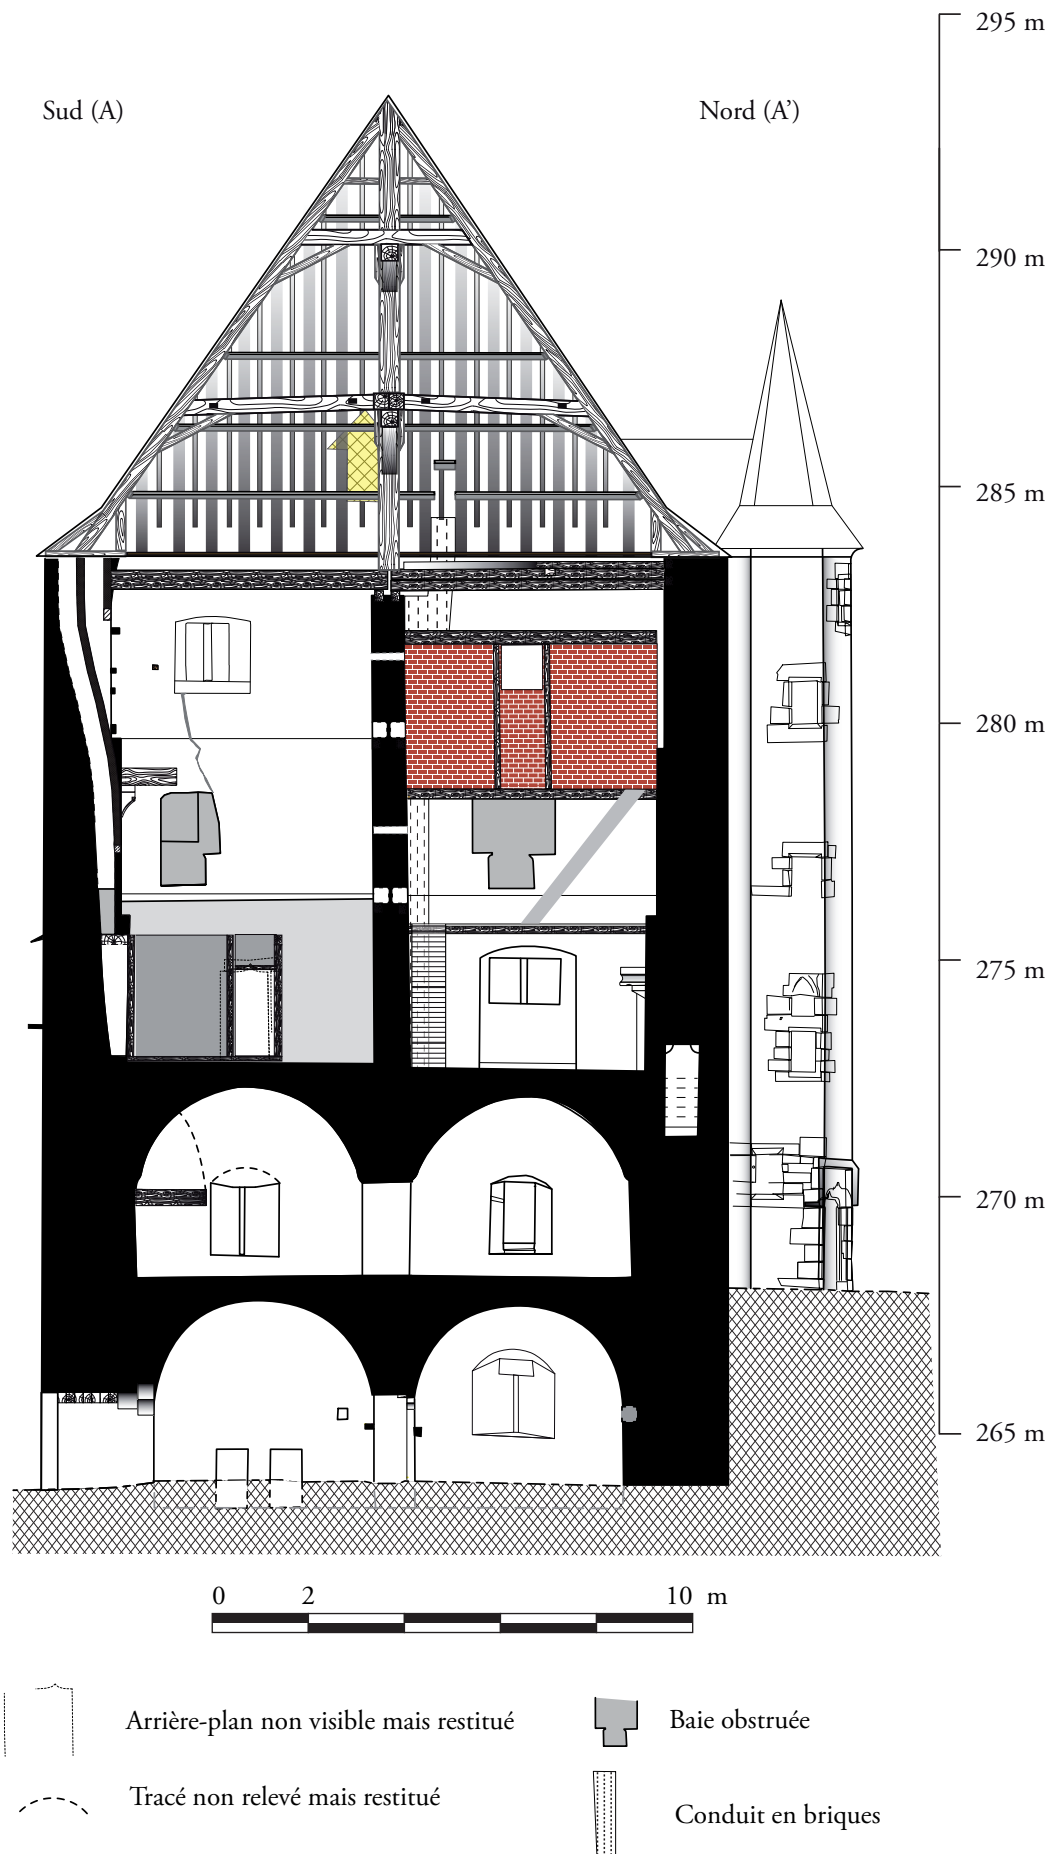 295 m
Sud (A)
Nord (A’)
290 m
285 m
280 m
275 m
270 m
265 m
0 2 10 m
Arrière-plan non visible mais restitué
Baie obstruée
Tracé non relevé mais restitué
Conduit en briques